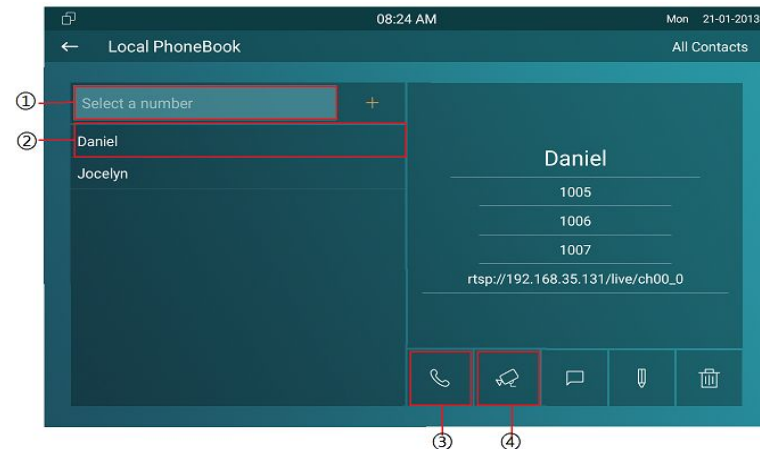 08:24 AM
Mon 21-01-2013
Local PhoneBook
All Contacts
① Select a number +
② Daniel
Jocelyn
Daniel
1005
1006
1007
rtsp://192.168.35.131/live/ch00_0
③ ④